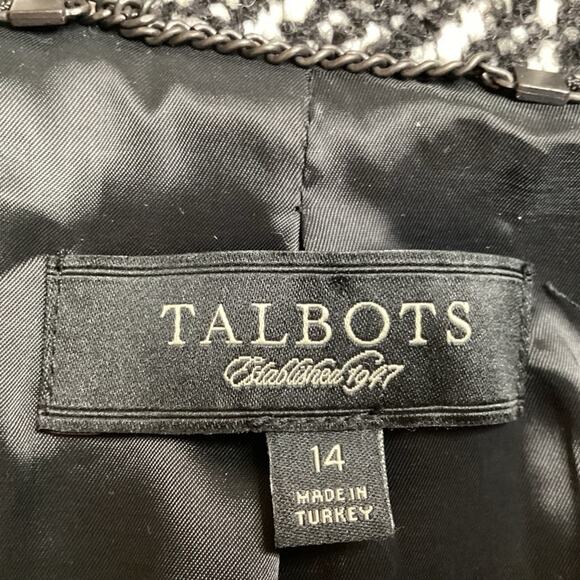 TALBOTS
Established 1947
14
MADE IN
TURKEY